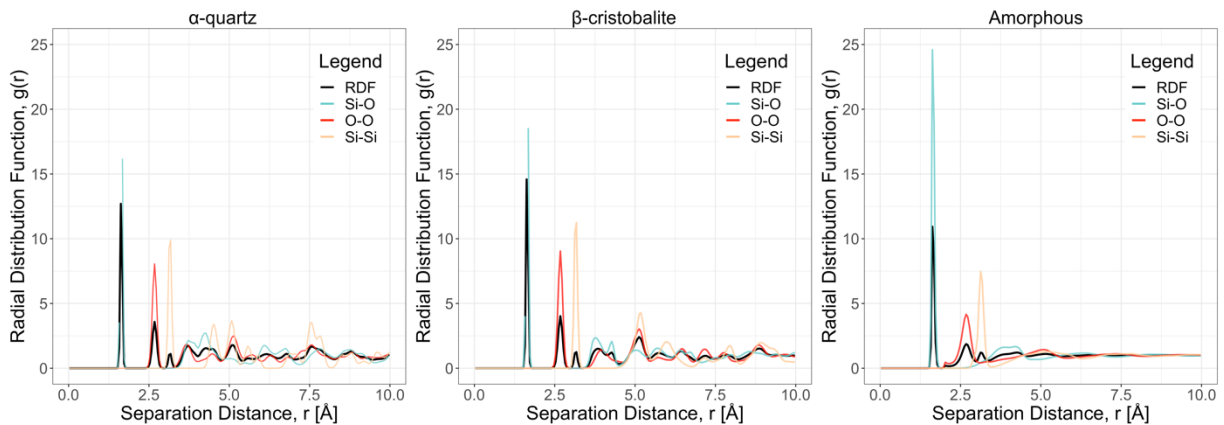 α-quartz
Radial Distribution Function, g(r)
25
20
15
10
5
0
Legend
RDF
Si-O
O-O
Si-Si
0.0 2.5 5.0 7.5 10.0
Separation Distance, r [Å]
β-cristobalite
Radial Distribution Function, g(r)
25
20
15
10
5
0
Legend
RDF
Si-O
O-O
Si-Si
0.0 2.5 5.0 7.5 10.0
Separation Distance, r [Å]
Amorphous
Radial Distribution Function, g(r)
25
20
15
10
5
0
Legend
RDF
Si-O
O-O
Si-Si
0.0 2.5 5.0 7.5 10.0
Separation Distance, r [Å]